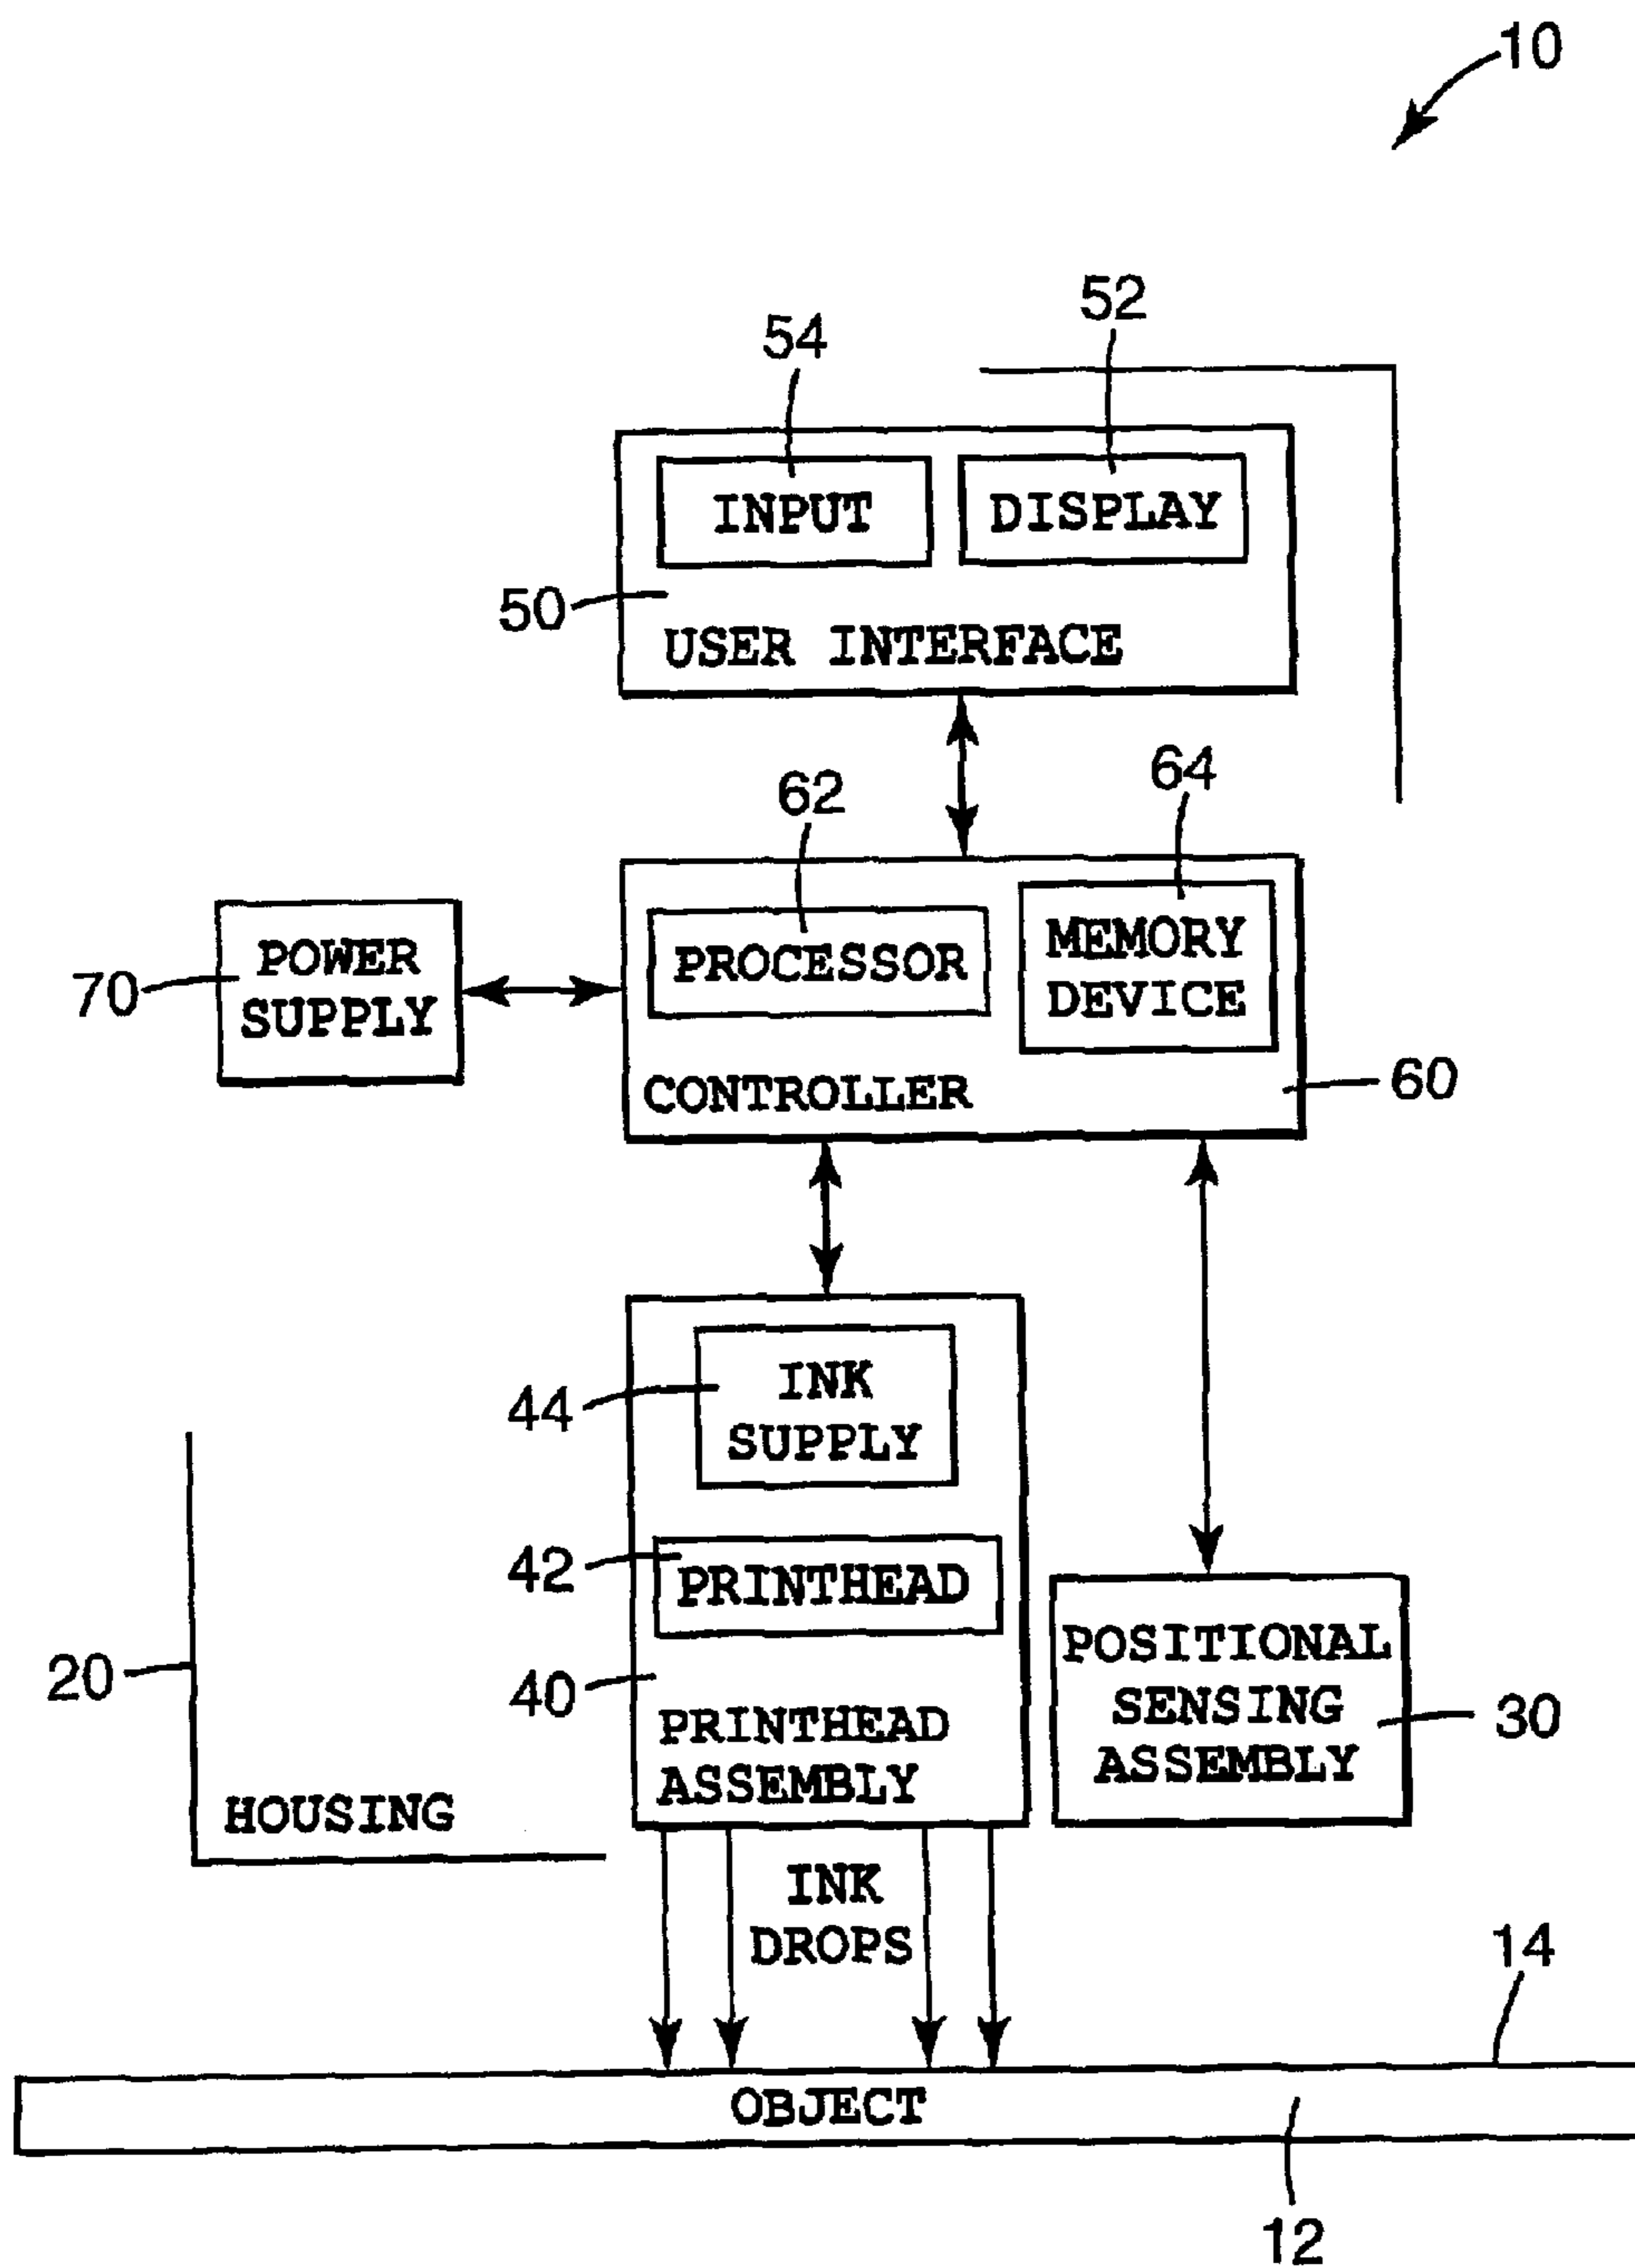 10
52
54
INPUT
DISPLAY
50
USER INTERFACE
64
62
MEMORY
DEVICE
PROCESSOR
POWER
SUPPLY
70
60
CONTROLLER
INK
SUPPLY
44
42
PRINTHEAD
POSITIONAL
SENSING
ASSEMBLY
30
20
40
PRINTHEAD
ASSEMBLY
HOUSING
INK
DROPS
14
OBJECT
12